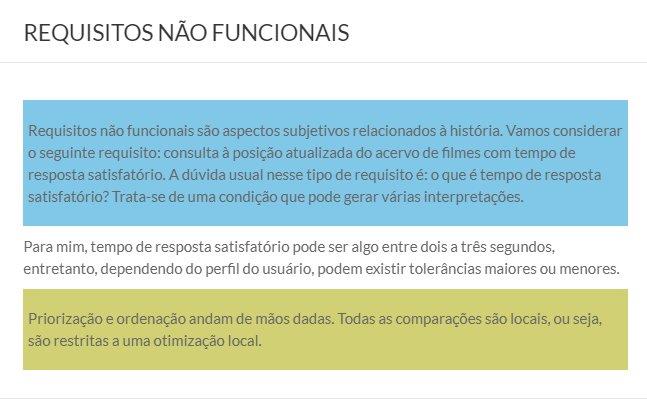 REQUISITOS NÃO FUNCIONAIS
Requisitos não funcionais são aspectos subjetivos relacionados à história. Vamos considerar
o seguinte requisito: consulta à posição atualizada do acervo de filmes com tempo de
resposta satisfatório. A dúvida usual nesse tipo de requisito é: o que é tempo de resposta
satisfatório? Trata-se de uma condição que pode gerar várias interpretações.
Para mim, tempo de resposta satisfatório pode ser algo entre dois a três segundos,
entretanto, dependendo do perfil do usuário, podem existir tolerâncias maiores ou menores.
Priorização e ordenação andam de mãos dadas. Todas as comparações são locais, ou seja,
são restritas a uma otimização local.